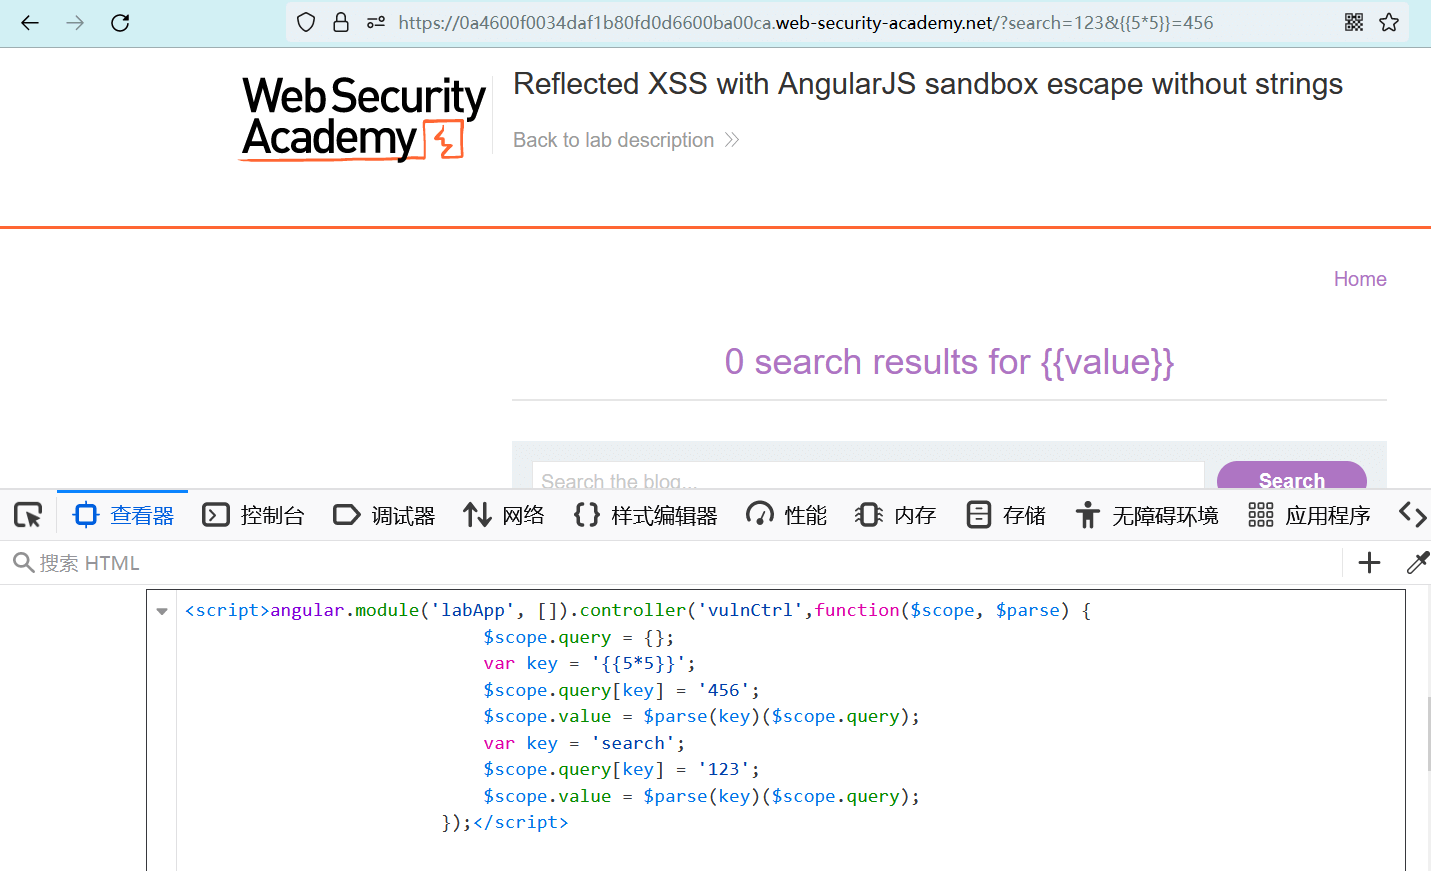 https://0a4600f0034daf1b80fd0d6600ba00ca.web-security-academy.net/?search=123&{{5*5}}=456
Web Security
Academy
Reflected XSS with AngularJS sandbox escape without strings
Back to lab description
Home
0 search results for {{value}}
Search the blog...
Search
查看器
控制台
调试器
网络
样式编辑器
性能
内存
存储
无障碍环境
应用程序
搜索 HTML
<script>angular.module('labApp', []).controller('vulnCtrl',function($scope, $parse) {
$scope.query = {};
var key = '{{5*5}}';
$scope.query[key] = '456';
$scope.value = $parse(key)($scope.query);
var key = 'search';
$scope.query[key] = '123';
$scope.value = $parse(key)($scope.query);
});</script>